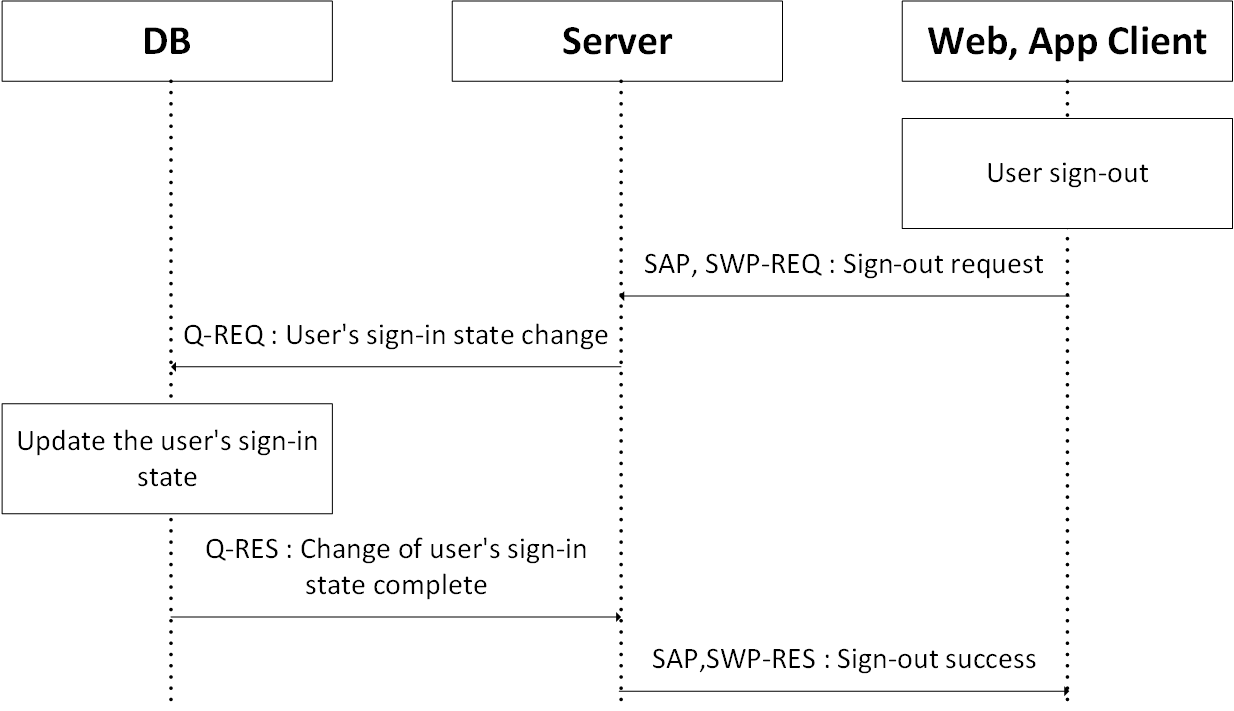 DB
Server
Web, App Client
User sign-out
SAP, SWP-REQ : Sign-out request
Q-REQ : User's sign-in state change
Update the user's sign-in
state
Q-RES : Change of user's sign-in
state complete
SAP,SWP-RES : Sign-out success